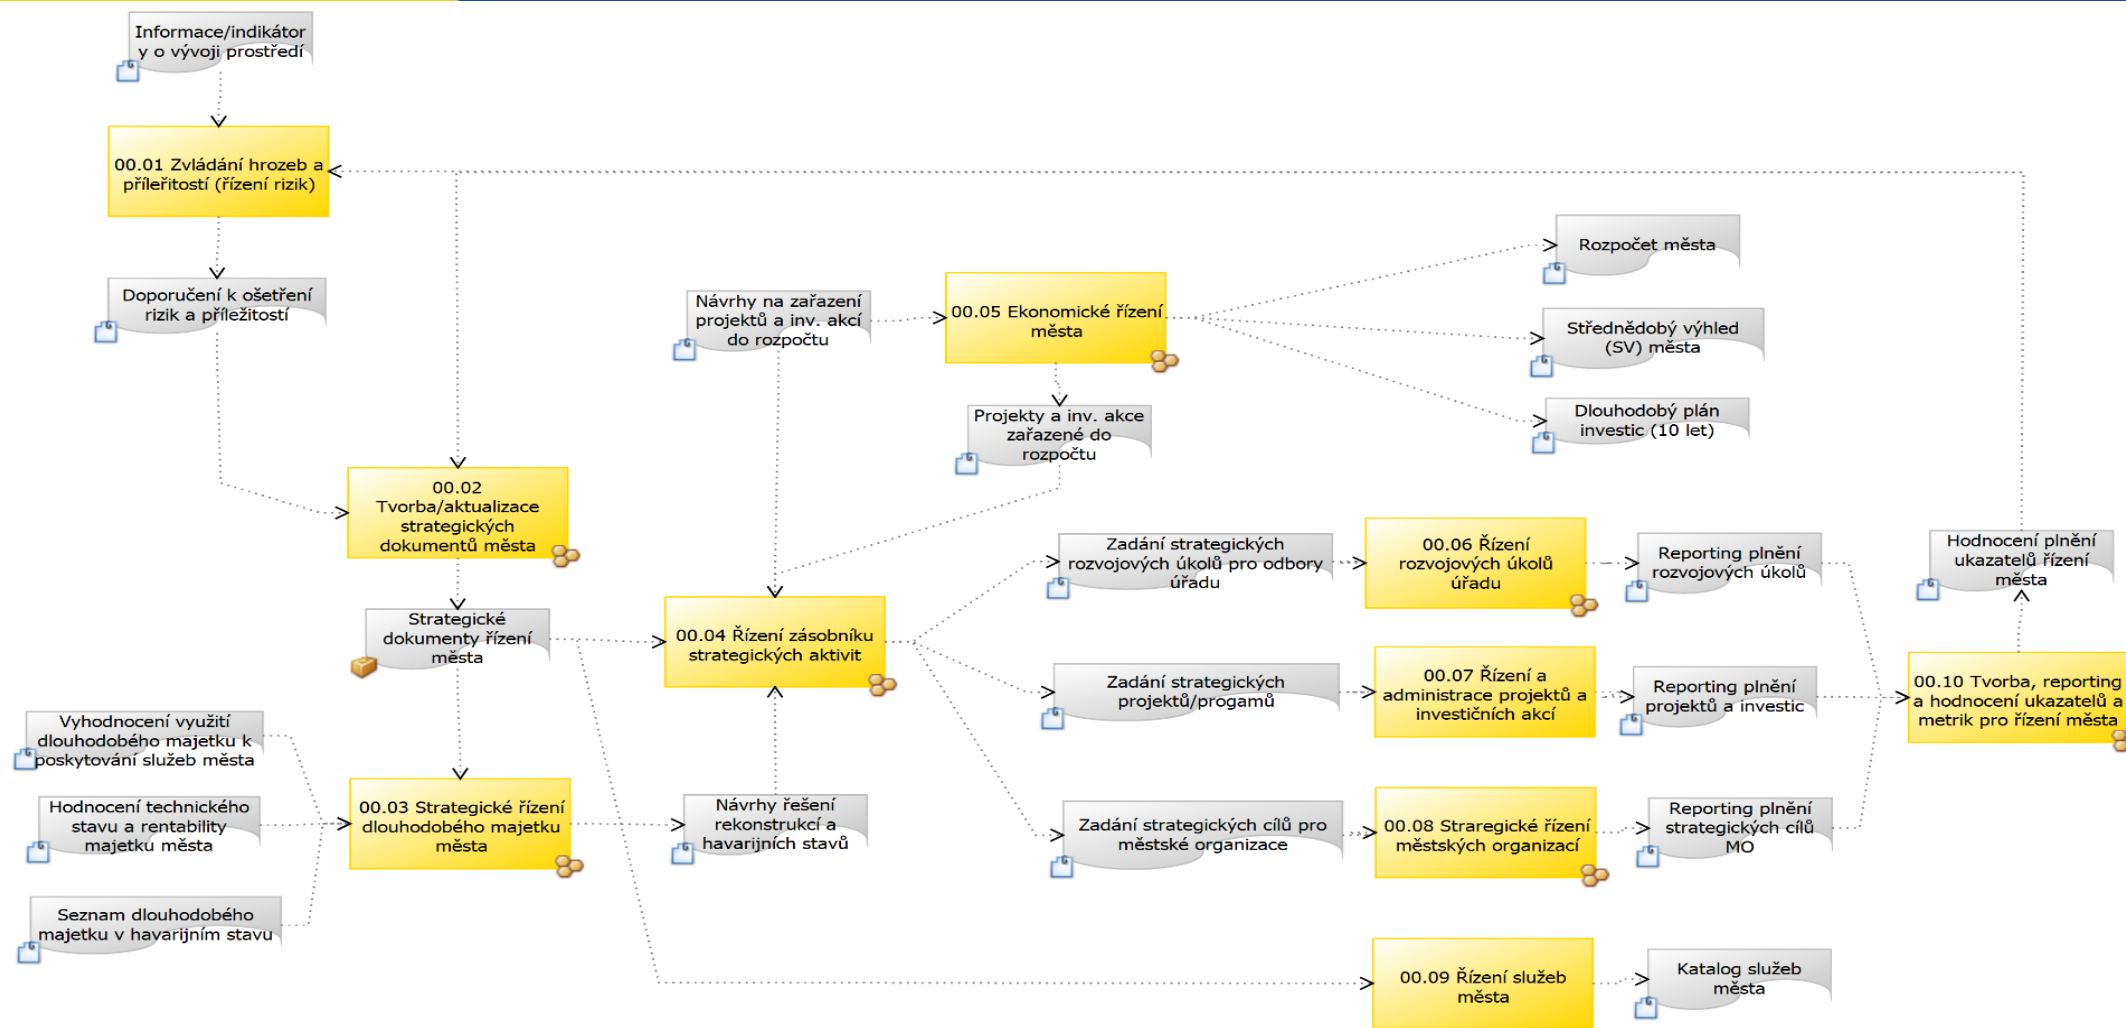 Informace/indikátor
y o vývoji prostředí
00.01 Zvládání hrozeb a
příleřitostí (řízení rizik)
Doporučení k ošetření
rizik a příležitostí
00.02
Tvorba/aktualizace
strategických
dokumentů města
Strategické
dokumenty řízení
města
Vyhodnocení využití
dlouhodobého majetku k
poskytování služeb města
Hodnocení technického
stavu a rentability
majetku města
Seznam dlouhodobého
majetku v havarijním stavu
00.03 Strategické řízení
dlouhodobého majetku
města
Návrhy na zařazení
projektů a inv. akcí
do rozpočtu
00.05 Ekonomické řízení
města
Projekty a inv. akce
zařazené do
rozpočtu
00.04 Řízení zásobníku
strategických aktivit
Návrhy řešení
rekonstrukcí a
havarijních stavů
Rozpočet města
Střednědobý výhled
(SV) města
Dlouhodobý plán
investic (10 let)
Zadání strategických
rozvojových úkolů pro odbory
úřadu
00.06 Řízení
rozvojových úkolů
úřadu
Reporting plnění
rozvojových úkolů
Zadání strategických
projektů/progamů
00.07 Řízení a
administrace projektů a
investičních akcí
Reporting plnění
projektů a investic
Zadání strategických cílů pro
městské organizace
00.08 Straregické řízení
městských organizací
Reporting plnění
strategických cílů
MO
00.09 Řízení služeb
města
Katalog služeb
města
Hodnocení plnění
ukazatelů řízení
města
00.10 Tvorba, reporting
a hodnocení ukazatelů a
metrik pro řízení města